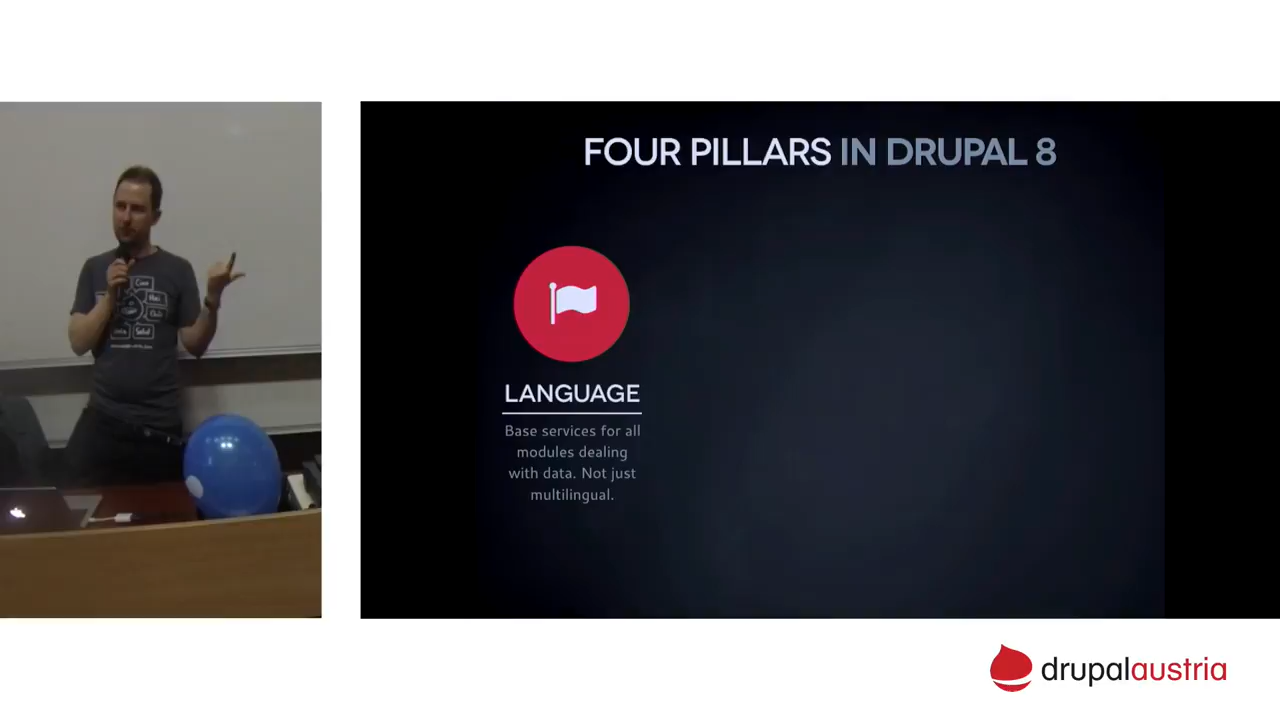 FOUR PILLARS IN DRUPAL 8
LANGUAGE
Base services for all
modules dealing
with data. Not just
multilingual.
drupalaustria